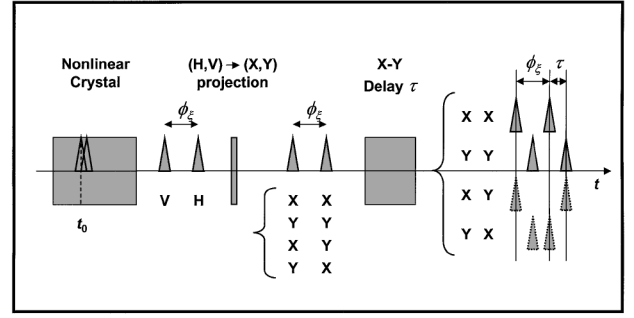 Nonlinear
Crystal
(H,V) → (X,Y)
projection
X-Y
Delay τ
ϕξ
ϕξ
ϕξ τ
V H
t0
X X
Y Y
X Y
Y X
X X
Y Y
X Y
Y X
t